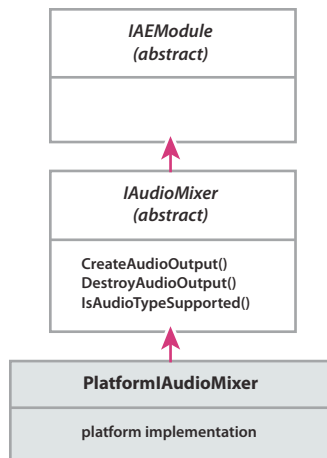 IAEModule
(abstract)
IAudioMixer
(abstract)
CreateAudioOutput()
DestroyAudioOutput()
IsAudioTypeSupported()
PlatformIAudioMixer
platform implementation